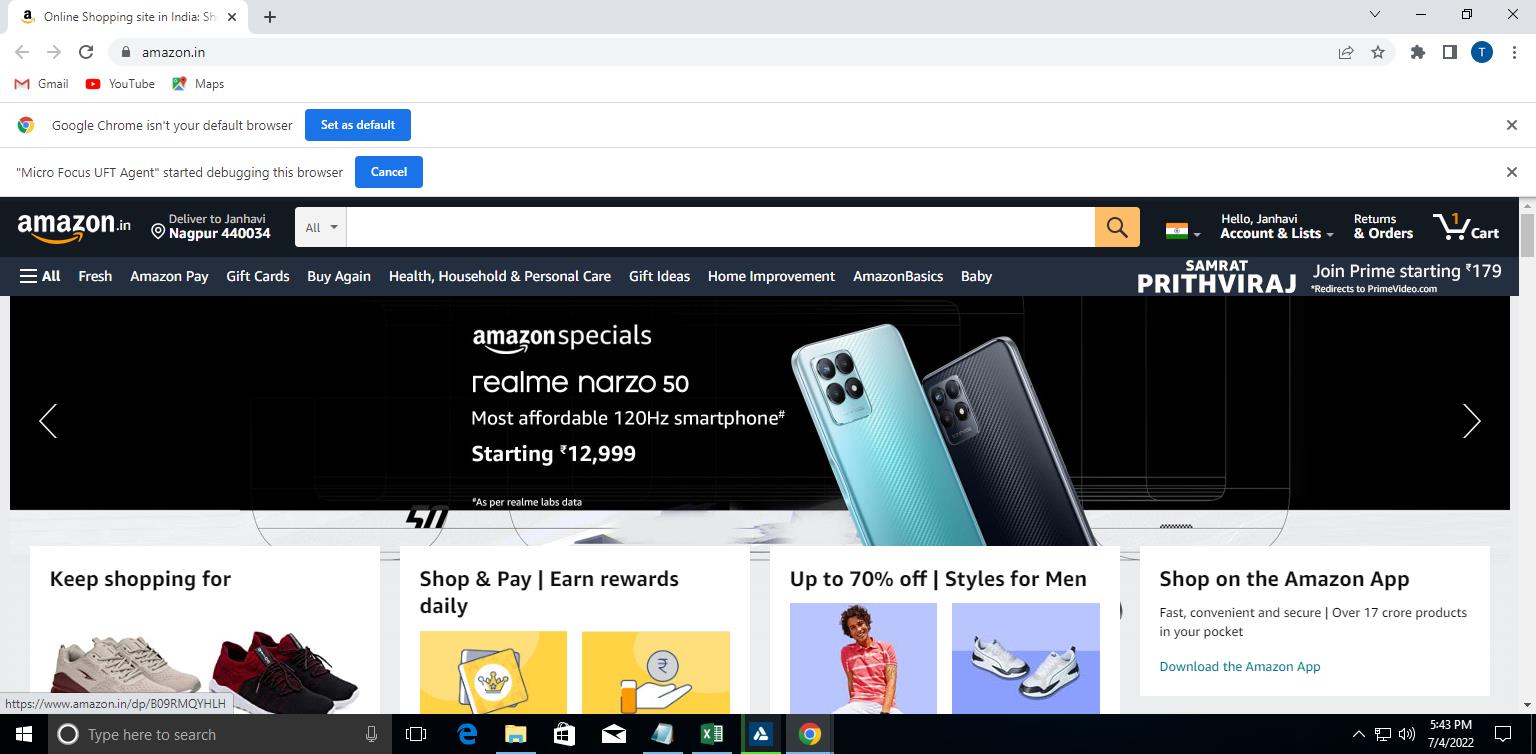 Online Shopping site in India: Sh
amazon.in
Gmail
YouTube
Maps
Google Chrome isn't your default browser
Set as default
"Micro Focus UFT Agent" started debugging this browser
Cancel
amazon.in
Deliver to Janhavi
Nagpur 440034
All
Hello, Janhavi
Account & Lists
Returns
& Orders
1
Cart
All
Fresh
Amazon Pay
Gift Cards
Buy Again
Health, Household & Personal Care
Gift Ideas
Home Improvement
AmazonBasics
Baby
SAMRAT
PRITHVIRAJ
Join Prime starting ₹179
*Redirects to PrimeVideo.com
amazonspecials
realme narzo 50
Most affordable 120Hz smartphone#
Starting ₹12,999
#As per realme labs data
50
Keep shopping for
Shop & Pay | Earn rewards
daily
Up to 70% off | Styles for Men
Shop on the Amazon App
Fast, convenient and secure | Over 17 crore products
in your pocket
Download the Amazon App
https://www.amazon.in/dp/B09RMQYHLH
Type here to search
5:43 PM
7/4/2022
T